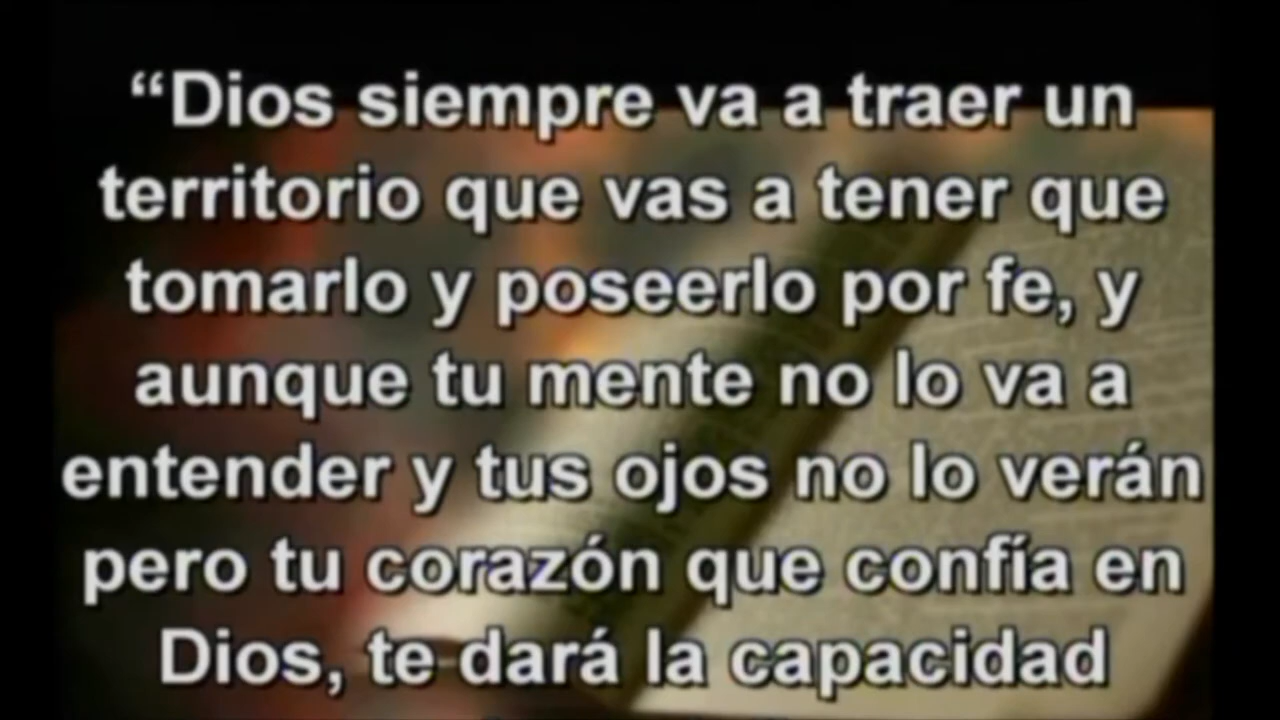 “Dios siempre va a traer un
territorio que vas a tener que
tomarlo y poseerlo por fe, y
aunque tu mente no lo va a
entender y tus ojos no lo verán
pero tu corazón que confía en
Dios, te dará la capacidad